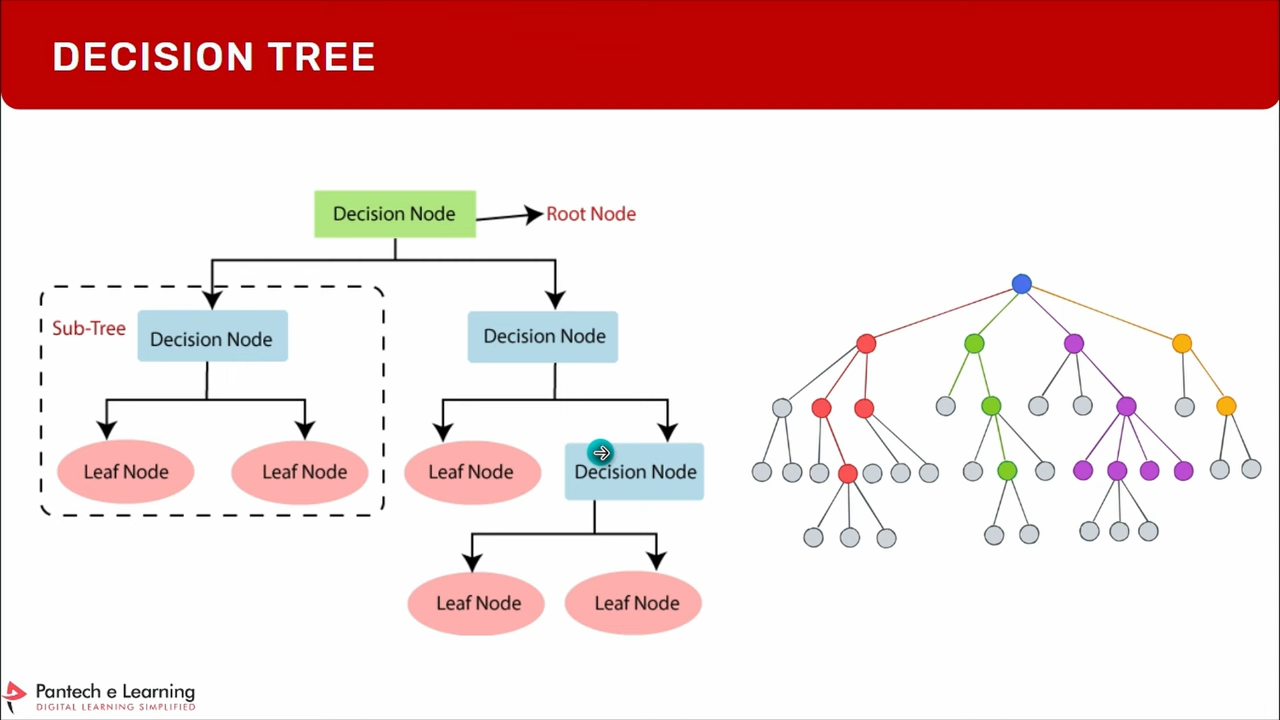 DECISION TREE
Decision Node
Root Node
Sub-Tree
Decision Node
Decision Node
Leaf Node
Leaf Node
Leaf Node
Decision Node
Leaf Node
Leaf Node
Pantech e Learning
DIGITAL LEARNING SIMPLIFIED